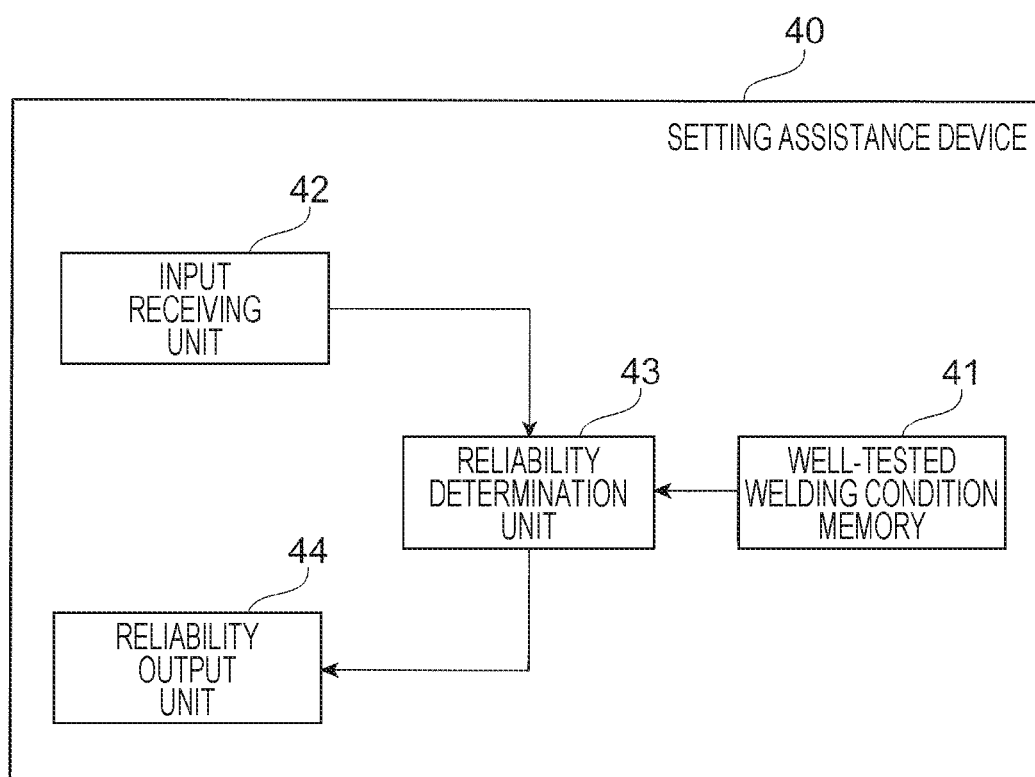 40
SETTING ASSISTANCE DEVICE
42
INPUT
RECEIVING
UNIT
43
RELIABILITY
DETERMINATION
UNIT
41
WELL-TESTED
WELDING CONDITION
MEMORY
44
RELIABILITY
OUTPUT
UNIT